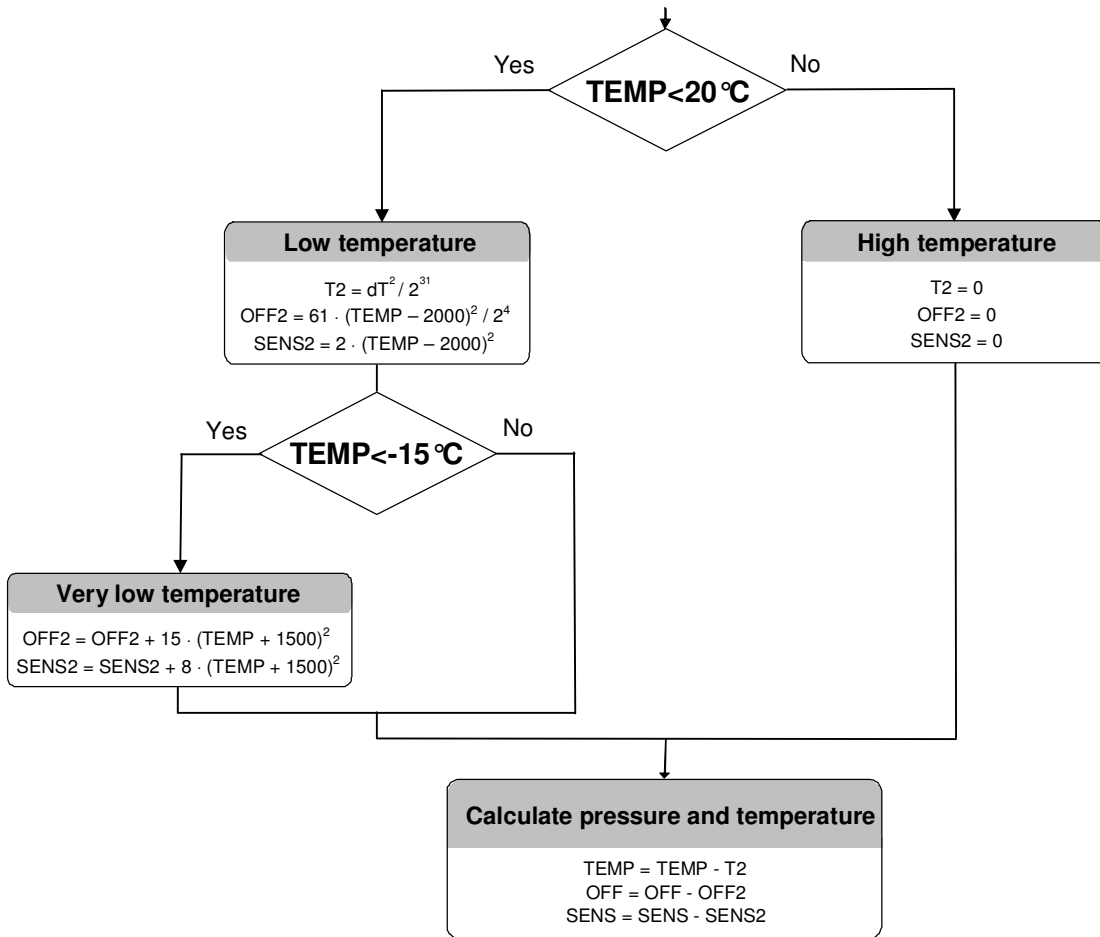 Yes
No
TEMP<20°C
Low temperature
T2 = dT² / 2³¹
OFF2 = 61 · (TEMP – 2000)² / 2⁴
SENS2 = 2 · (TEMP – 2000)²
High temperature
T2 = 0
OFF2 = 0
SENS2 = 0
Yes
No
TEMP<-15°C
Very low temperature
OFF2 = OFF2 + 15 · (TEMP + 1500)²
SENS2 = SENS2 + 8 · (TEMP + 1500)²
Calculate pressure and temperature
TEMP = TEMP - T2
OFF = OFF - OFF2
SENS = SENS - SENS2